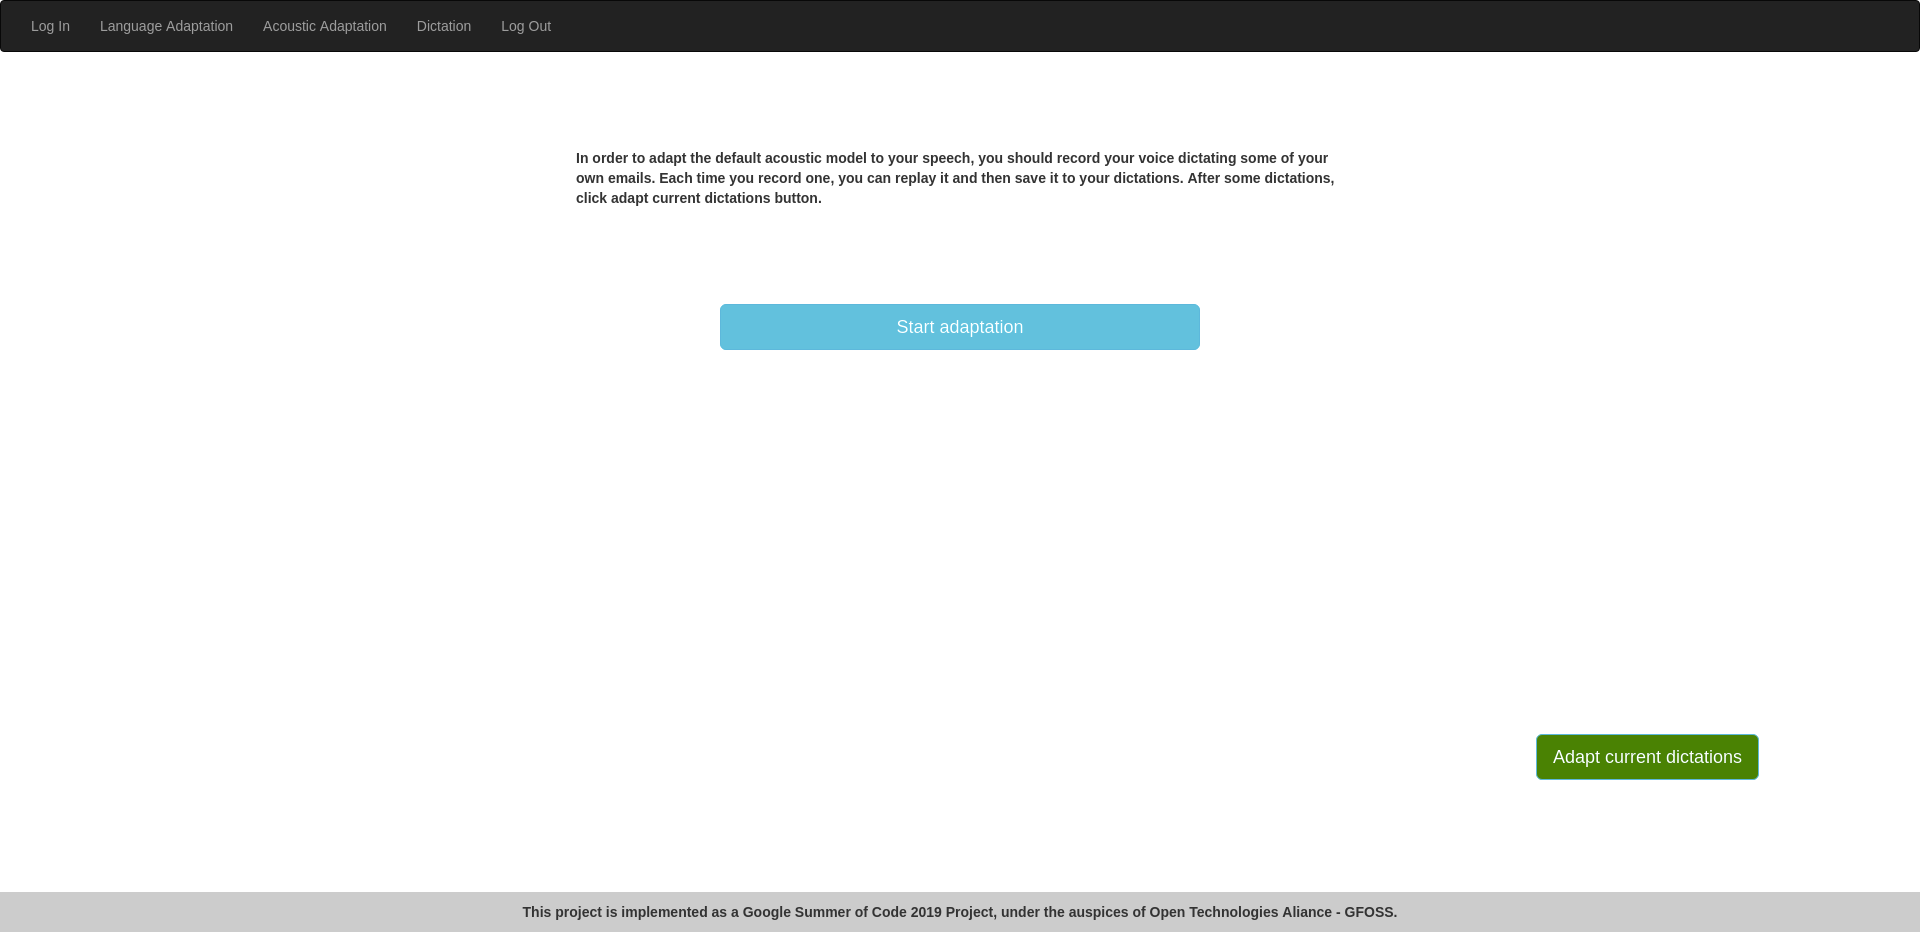 Log In Language Adaptation Acoustic Adaptation Dictation Log Out
In order to adapt the default acoustic model to your speech, you should record your voice dictating some of your
own emails. Each time you record one, you can replay it and then save it to your dictations. After some dictations,
click adapt current dictations button.
Start adaptation
Adapt current dictations
This project is implemented as a Google Summer of Code 2019 Project, under the auspices of Open Technologies Aliance - GFOSS.